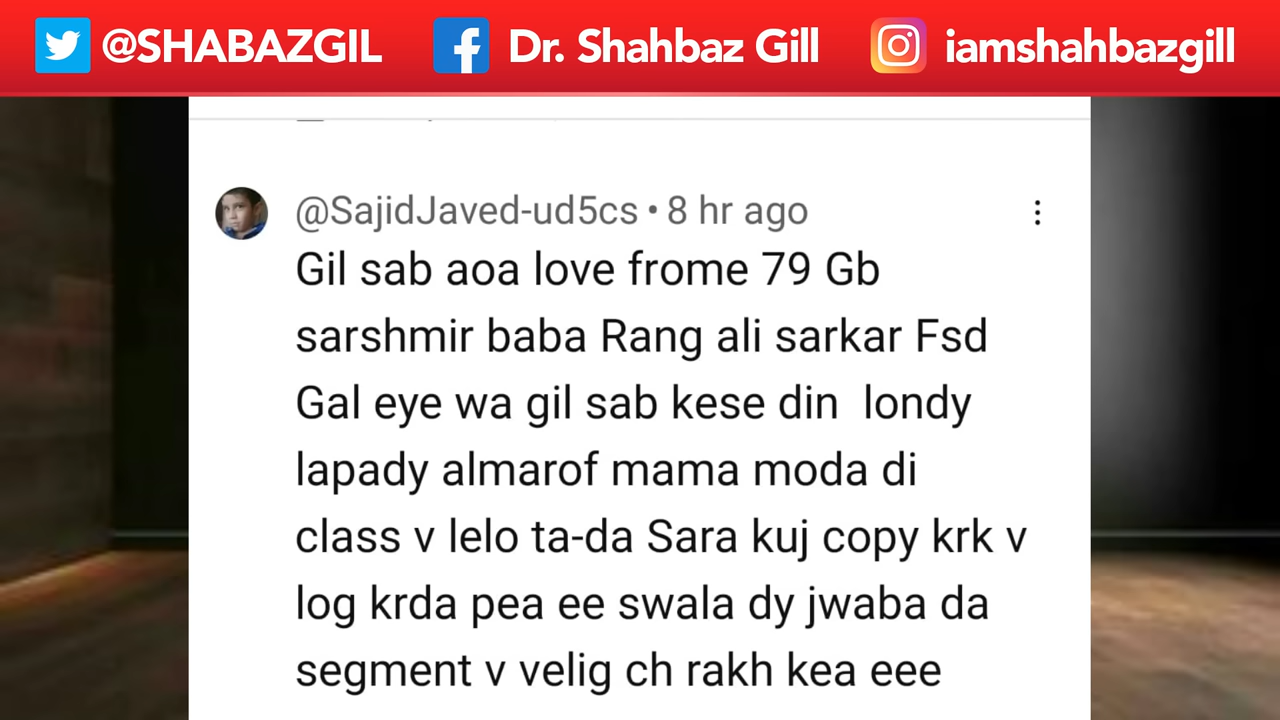 @SHABAZGIL Dr. Shahbaz Gill iamshahbazgill
@SajidJaved-ud5cs • 8 hr ago
Gil sab aoa love frome 79 Gb
sarshmir baba Rang ali sarkar Fsd
Gal eye wa gil sab kese din londy
lapady almarof mama moda di
class v lelo ta-da Sara kuj copy krk v
log krda pea ee swala dy jwaba da
segment v velig ch rakh kea eee